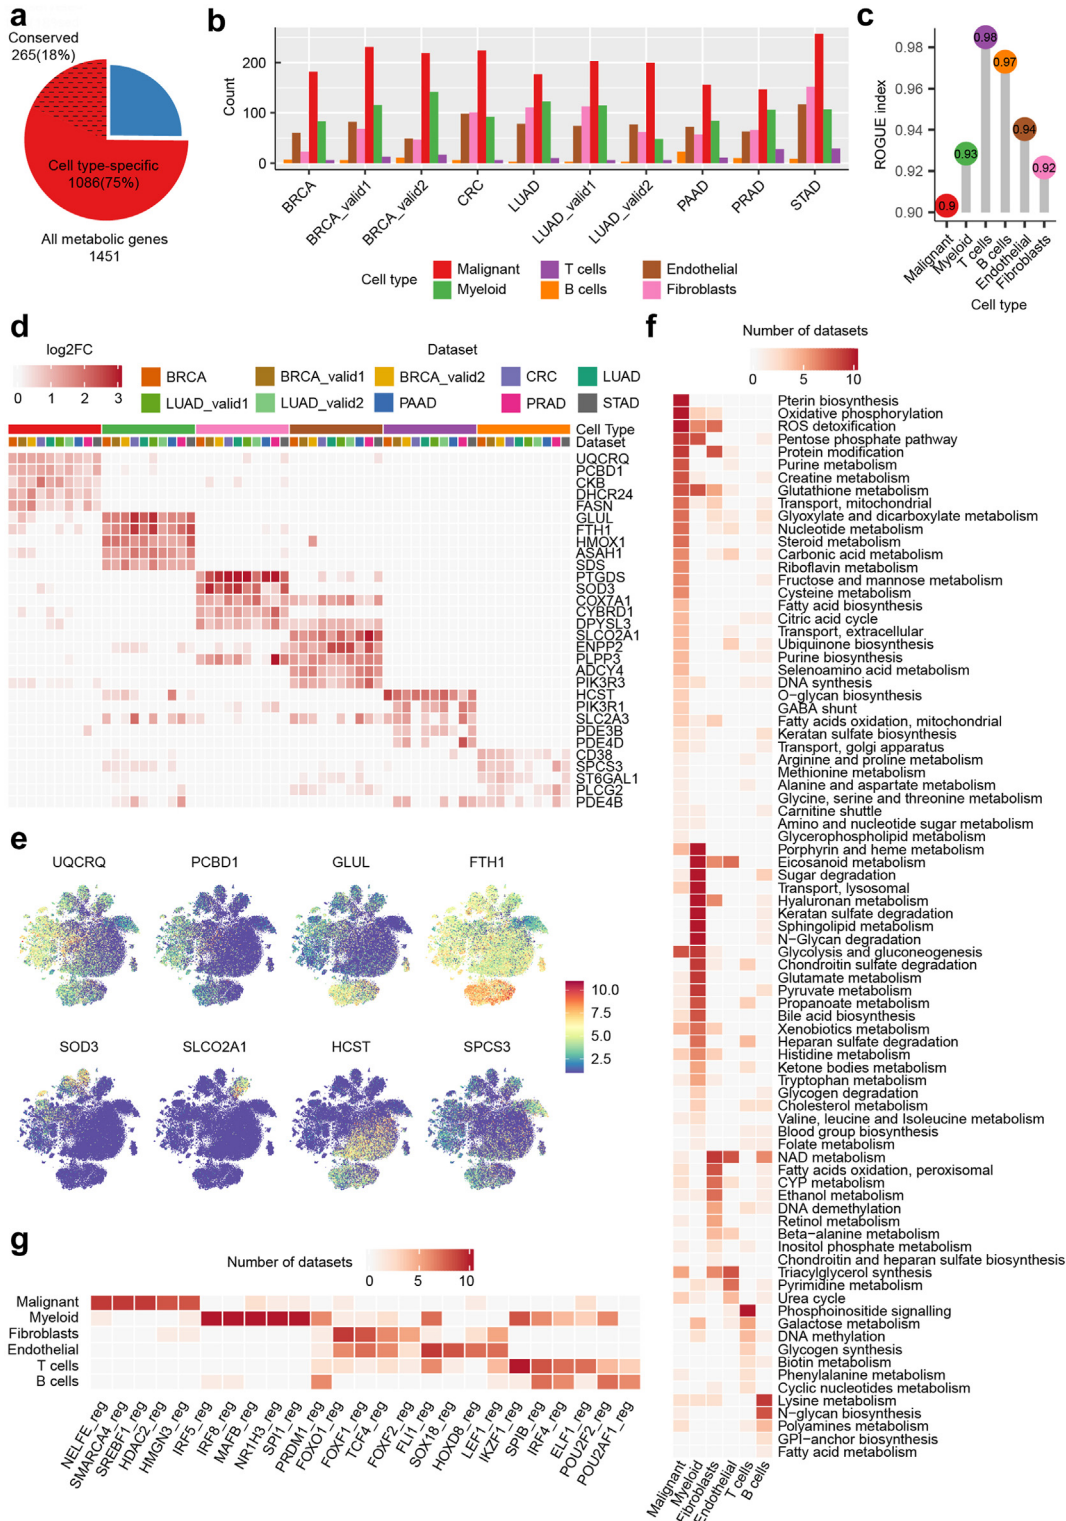 a
Conserved
265(18%)
Cell type-specific
1086(75%)
All metabolic genes
1451
b
Count
200
100
0
BRCA
BRCA_valid1
BRCA_valid2
CRC
LUAD
LUAD_valid1
LUAD_valid2
PAAD
PRAD
STAD
Cell type
Malignant
T cells
Endothelial
Myeloid
B cells
Fibroblasts
c
ROGUE index
0.98
0.96
0.94
0.92
0.90
0.9
0.93
0.98
0.97
0.94
0.92
Malignant
Myeloid
T cells
B cells
Endothelial
Fibroblasts
Cell type
d
log2FC
0 1 2 3
Dataset
BRCA
BRCA_valid1
BRCA_valid2
CRC
LUAD
LUAD_valid1
LUAD_valid2
PAAD
PRAD
STAD
Cell Type
Dataset
UQCRQ
PCBD1
CKB
DHCR24
FASN
GLUL
FTH1
HMOX1
ASAH1
SDS
PTGDS
SOD3
COX7A1
CYBRD1
DPYSL3
SLCO2A1
ENPP2
PLPP3
ADCY4
PIK3R3
HCST
PIK3R1
SLC2A3
PDE3B
PDE4D
CD38
SPCS3
ST6GAL1
PLCG2
PDE4B
e
UQCRQ
PCBD1
GLUL
FTH1
SOD3
SLCO2A1
HCST
SPCS3
10.0
7.5
5.0
2.5
f
Number of datasets
0 5 10
Pterin biosynthesis
Oxidative phosphorylation
ROS detoxification
Pentose phosphate pathway
Protein modification
Purine metabolism
Creatine metabolism
Glutathione metabolism
Transport, mitochondrial
Glyoxylate and dicarboxylate metabolism
Nucleotide metabolism
Steroid metabolism
Carbonic acid metabolism
Riboflavin metabolism
Fructose and mannose metabolism
Cysteine metabolism
Fatty acid biosynthesis
Citric acid cycle
Transport, extracellular
Ubiquinone biosynthesis
Purine biosynthesis
Selenoamino acid metabolism
DNA synthesis
O−glycan biosynthesis
GABA shunt
Fatty acids oxidation, mitochondrial
Keratan sulfate biosynthesis
Transport, golgi apparatus
Arginine and proline metabolism
Methionine metabolism
Alanine and aspartate metabolism
Glycine, serine and threonine metabolism
Carnitine shuttle
Amino and nucleotide sugar metabolism
Glycerophospholipid metabolism
Porphyrin and heme metabolism
Eicosanoid metabolism
Sugar degradation
Transport, lysosomal
Hyaluronan metabolism
Keratan sulfate degradation
Sphingolipid metabolism
N−Glycan degradation
Glycolysis and gluconeogenesis
Chondroitin sulfate degradation
Glutamate metabolism
Pyruvate metabolism
Propanoate metabolism
Bile acid biosynthesis
Xenobiotics metabolism
Heparan sulfate degradation
Histidine metabolism
Ketone bodies metabolism
Tryptophan metabolism
Glycogen degradation
Cholesterol metabolism
Valine, leucine and Isoleucine metabolism
Blood group biosynthesis
Folate metabolism
NAD metabolism
Fatty acids oxidation, peroxisomal
CYP metabolism
Ethanol metabolism
DNA demethylation
Retinol metabolism
Beta−alanine metabolism
Inositol phosphate metabolism
Chondroitin and heparan sulfate biosynthesis
Triacylglycerol synthesis
Pyrimidine metabolism
Urea cycle
Phosphoinositide signalling
Galactose metabolism
DNA methylation
Glycogen synthesis
Biotin metabolism
Phenylalanine metabolism
Cyclic nucleotides metabolism
Lysine metabolism
N−glycan biosynthesis
Polyamines metabolism
GPI−anchor biosynthesis
Fatty acid metabolism
Malignant
Myeloid
Fibroblasts
Endothelial
T cells
B cells
g
Number of datasets
0 5 10
Malignant
Myeloid
Fibroblasts
Endothelial
T cells
B cells
NELFE_reg
SMARCA4_reg
SREBF1_reg
HDAC2_reg
HMGN3_reg
IRF5_reg
IRF8_reg
MAFB_reg
NR1H3_reg
SPI1_reg
PRDM1_reg
FOXO1_reg
FOXF1_reg
TCF4_reg
FOXF2_reg
FLI1_reg
SOX18_reg
HOXD8_reg
LEF1_reg
IKZF1_reg
SPIB_reg
IRF4_reg
ELF1_reg
POU2F2_reg
POU2AF1_reg